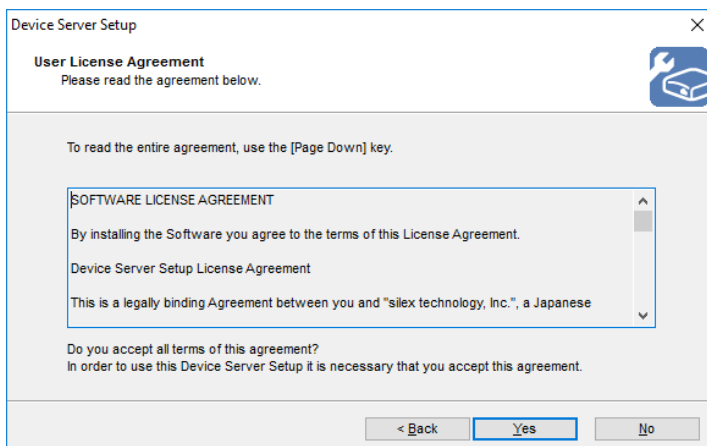 Device Server Setup
User License Agreement
Please read the agreement below.
To read the entire agreement, use the [Page Down] key.
SOFTWARE LICENSE AGREEMENT
By installing the Software you agree to the terms of this License Agreement.
Device Server Setup License Agreement
This is a legally binding Agreement between you and "silex technology, Inc.", a Japanese
Do you accept all terms of this agreement?
In order to use this Device Server Setup it is necessary that you accept this agreement.
< Back Yes No